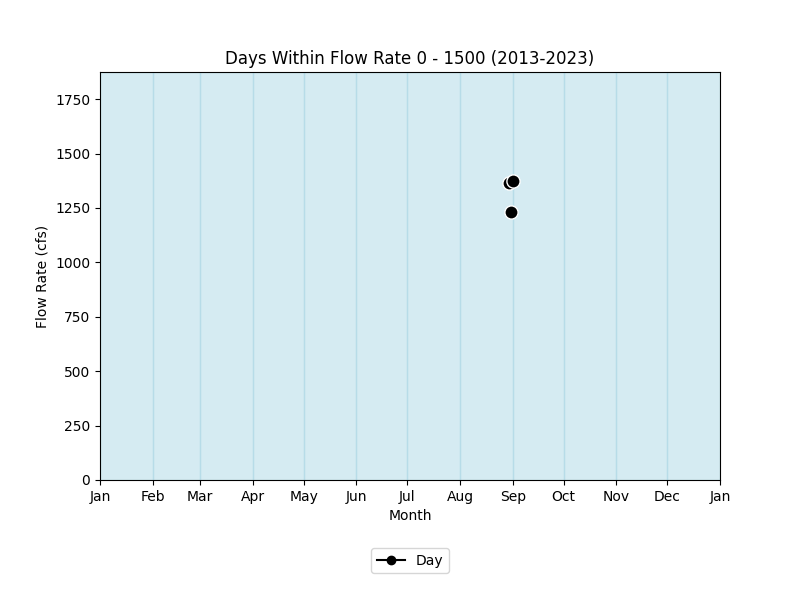 Days Within Flow Rate 0 - 1500 (2013-2023)
Flow Rate (cfs)
1750
1500
1250
1000
750
500
250
0
Jan Feb Mar Apr May Jun Jul Aug Sep Oct Nov Dec Jan
Month
Day